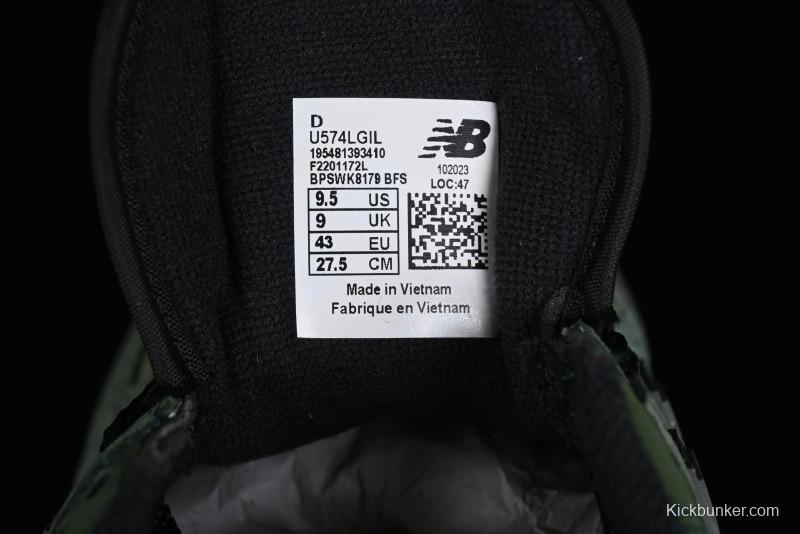 D
U574LGIL
195481393410
F2201172L
BPSWK8179 BFS
NB
102023
LOC:47
9.5 US
9 UK
43 EU
27.5 CM
Made in Vietnam
Fabrique en Vietnam
Kickbunker.com